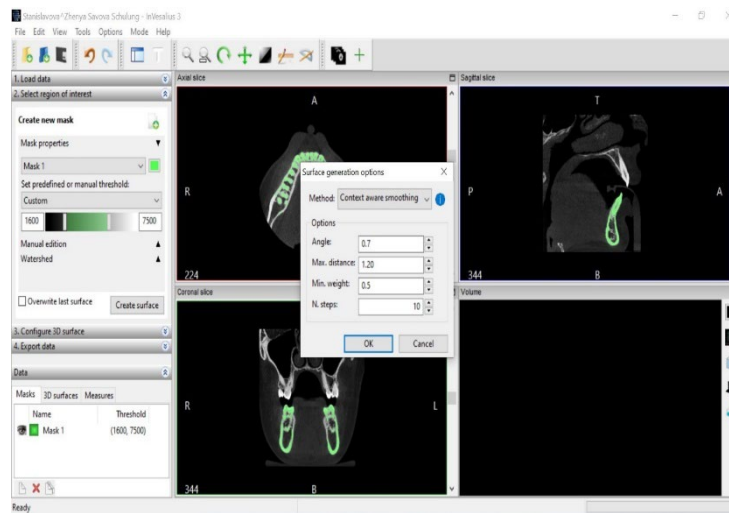 Stanislavova^Zhenya Savova Schulung - InVesalius 3
File Edit View Tools Options Mode Help
1. Load data
2. Select region of interest
Create new mask
Mask properties
Mask 1
Set predefined or manual threshold:
Custom
1600 7500
Manual edition
Watershed
Overwrite last surface Create surface
3. Configure 3D surface
4. Export data
Data
Masks 3D surfaces Measures
Name Threshold
Mask 1 (1600, 7500)
Ready
Axial slice
A
R
224
Sagittal slice
T
P A
344 B
Coronal slice
R L
344 B
Volume
Surface generation options
Method: Context aware smoothing
Options
Angle: 0.7
Max. distance: 1.20
Min. weight: 0.5
N. steps: 10
OK Cancel